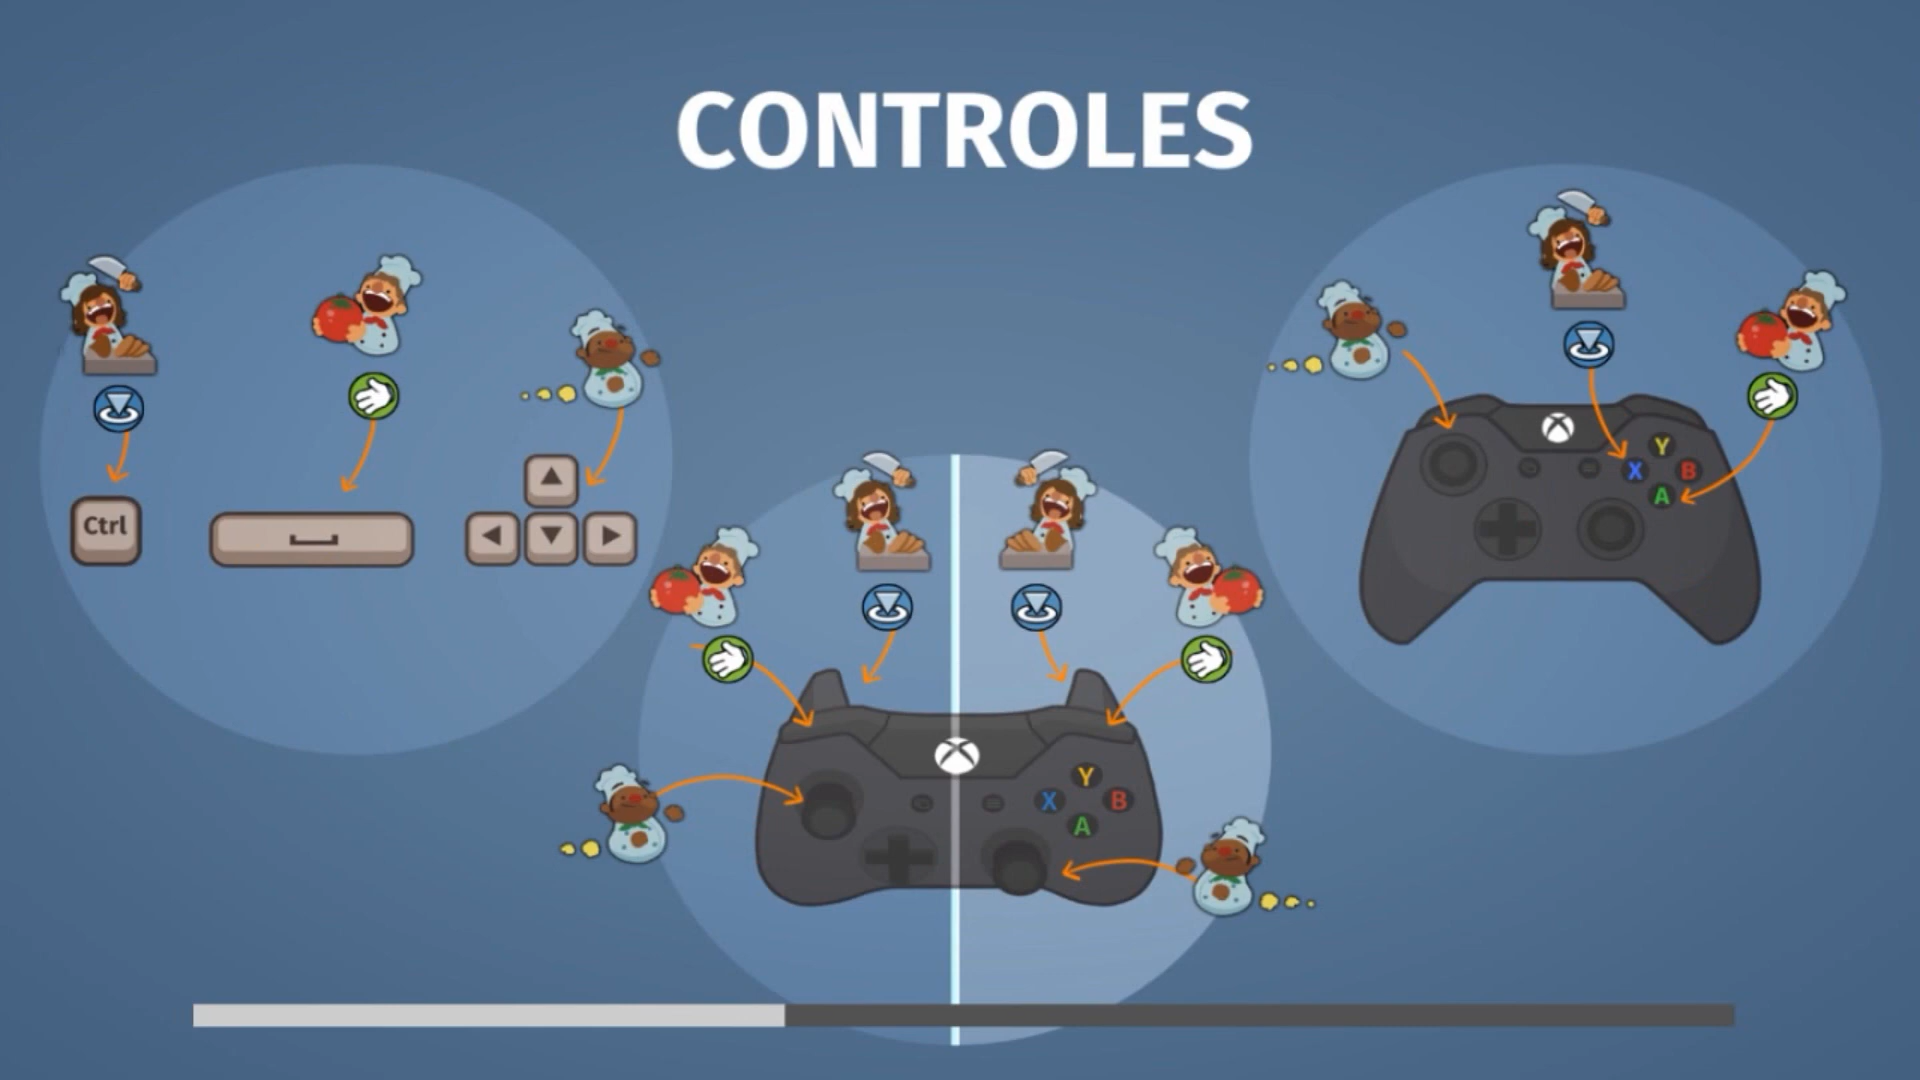 CONTROLES
Ctrl
Y
X B
A
Y
X B
A